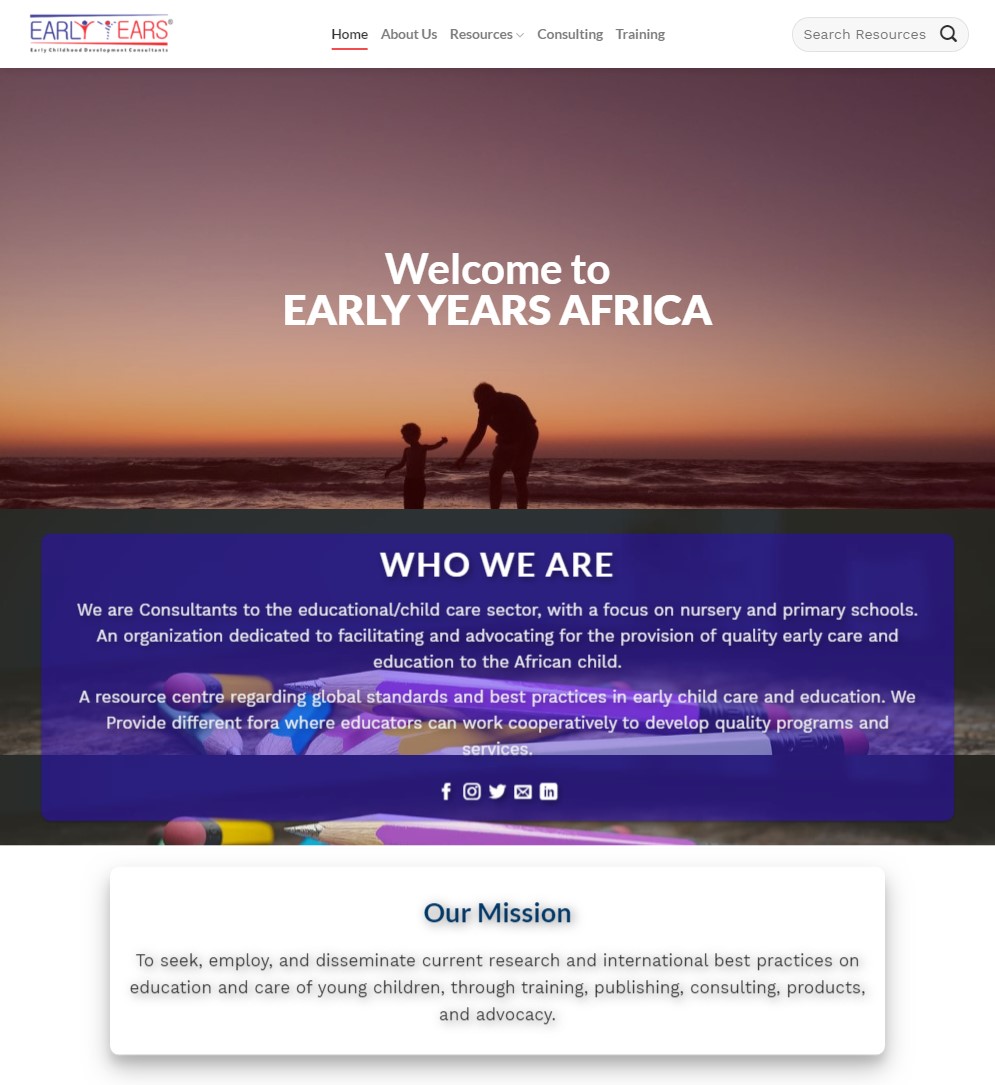 EARLY YEARS®
Early Childhood Development Consultants
Home About Us Resources Consulting Training
Search Resources
Welcome to
EARLY YEARS AFRICA
WHO WE ARE
We are Consultants to the educational/child care sector, with a focus on nursery and primary schools.
An organization dedicated to facilitating and advocating for the provision of quality early care and
education to the African child.
A resource centre regarding global standards and best practices in early child care and education. We
Provide different fora where educators can work cooperatively to develop quality programs and
services.
Our Mission
To seek, employ, and disseminate current research and international best practices on
education and care of young children, through training, publishing, consulting, products,
and advocacy.